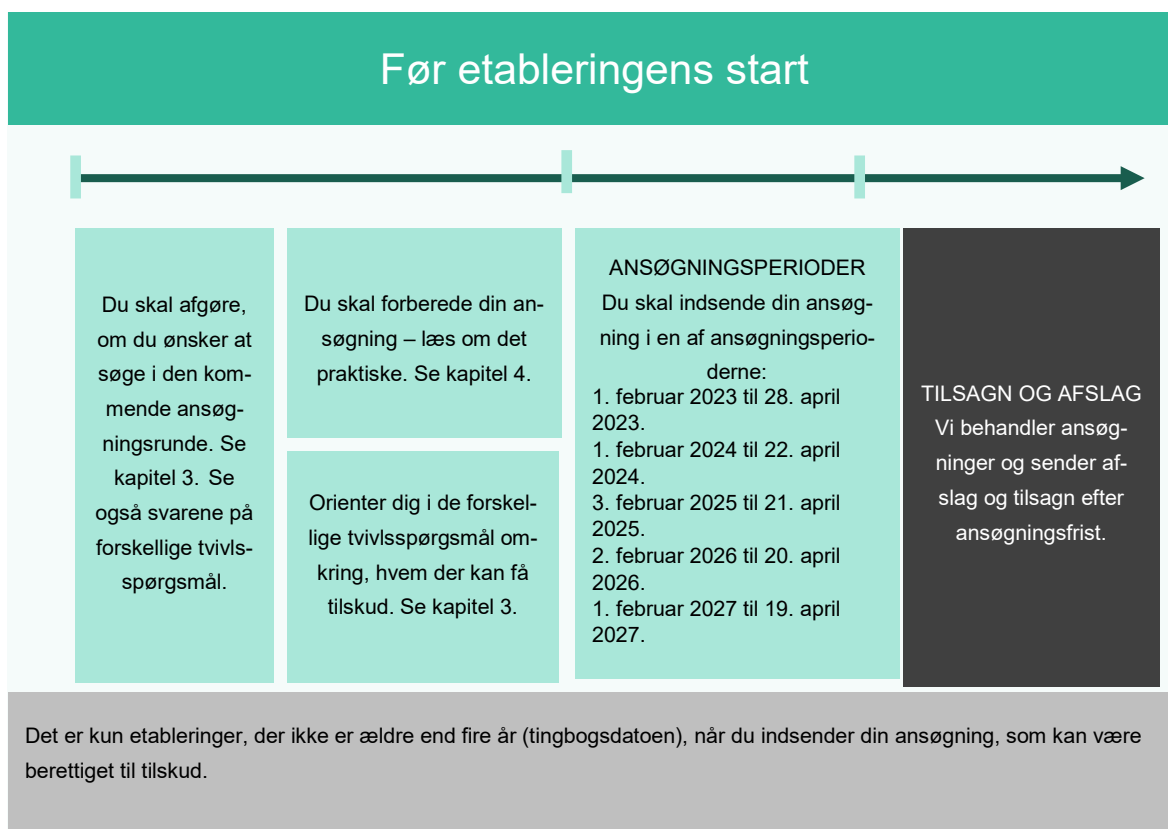 Før etableringens start
Du skal afgøre,
om du ønsker at
søge i den kom-
mende ansøg-
ningsrunde. Se
kapitel 3. Se
også svarene på
forskellige tvivls-
spørgsmål.
Du skal forberede din an-
søgning – læs om det
praktiske. Se kapitel 4.
Orienter dig i de forskel-
lige tvivlsspørgsmål om-
kring, hvem der kan få
tilskud. Se kapitel 3.
ANSØGNINGSPERIODER
Du skal indsende din ansøg-
ning i en af ansøgningsperio-
derne:
1. februar 2023 til 28. april
2023.
1. februar 2024 til 22. april
2024.
3. februar 2025 til 21. april
2025.
2. februar 2026 til 20. april
2026.
1. februar 2027 til 19. april
2027.
TILSAGN OG AFSLAG
Vi behandler ansøg-
ninger og sender af-
slag og tilsagn efter
ansøgningsfrist.
Det er kun etableringer, der ikke er ældre end fire år (tingbogsdatoen), når du indsender din ansøgning, som kan være
berettiget til tilskud.